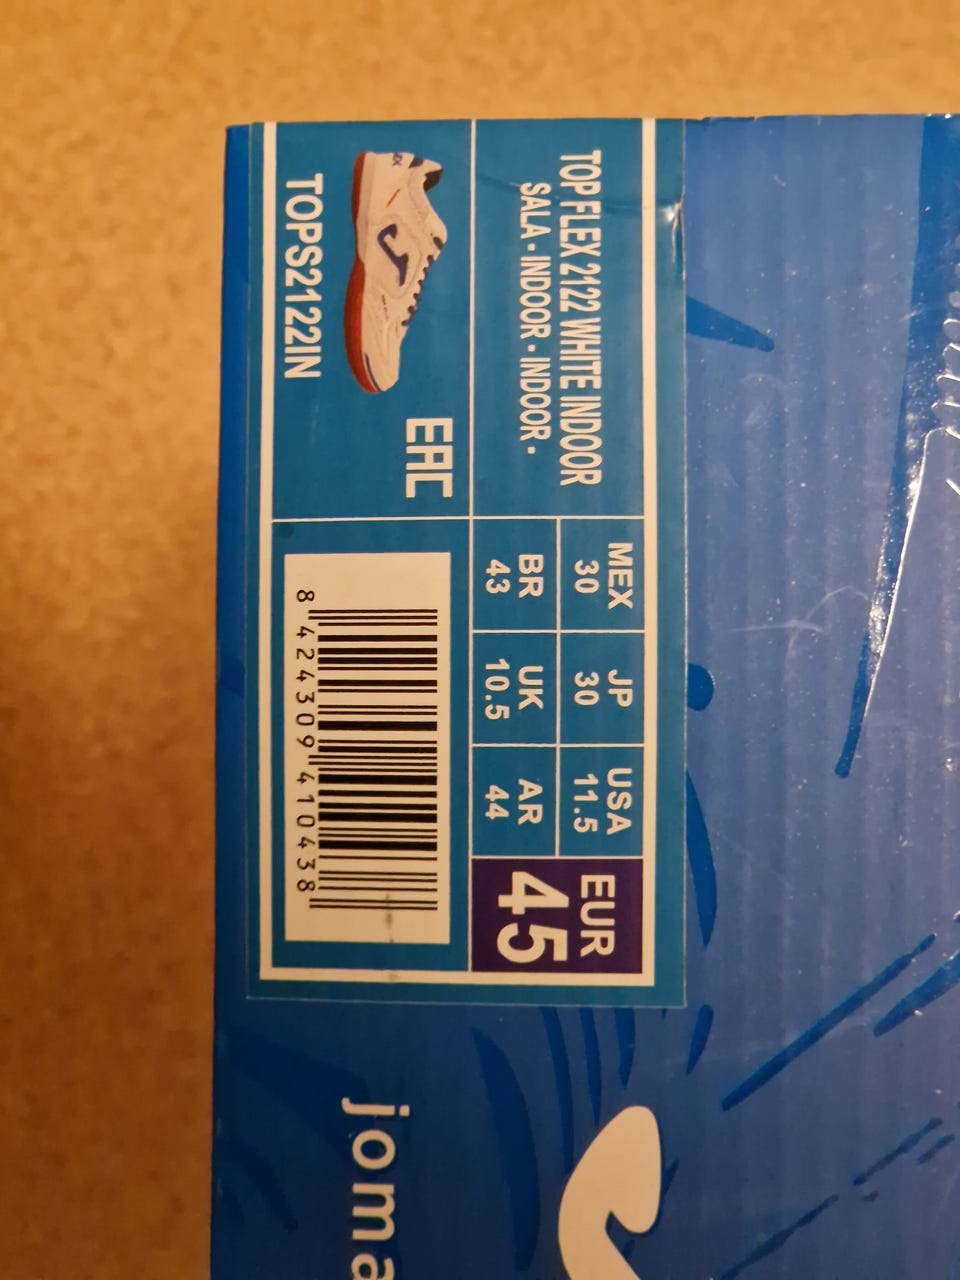 TOP FLEX 2122 WHITE INDOOR
SALA - INDOOR - INDOOR -
TOPS2122IN
EAC
MEX
30
JP
30
USA
11.5
EUR
45
BR
43
UK
10.5
AR
44
8 424309 410438
joma